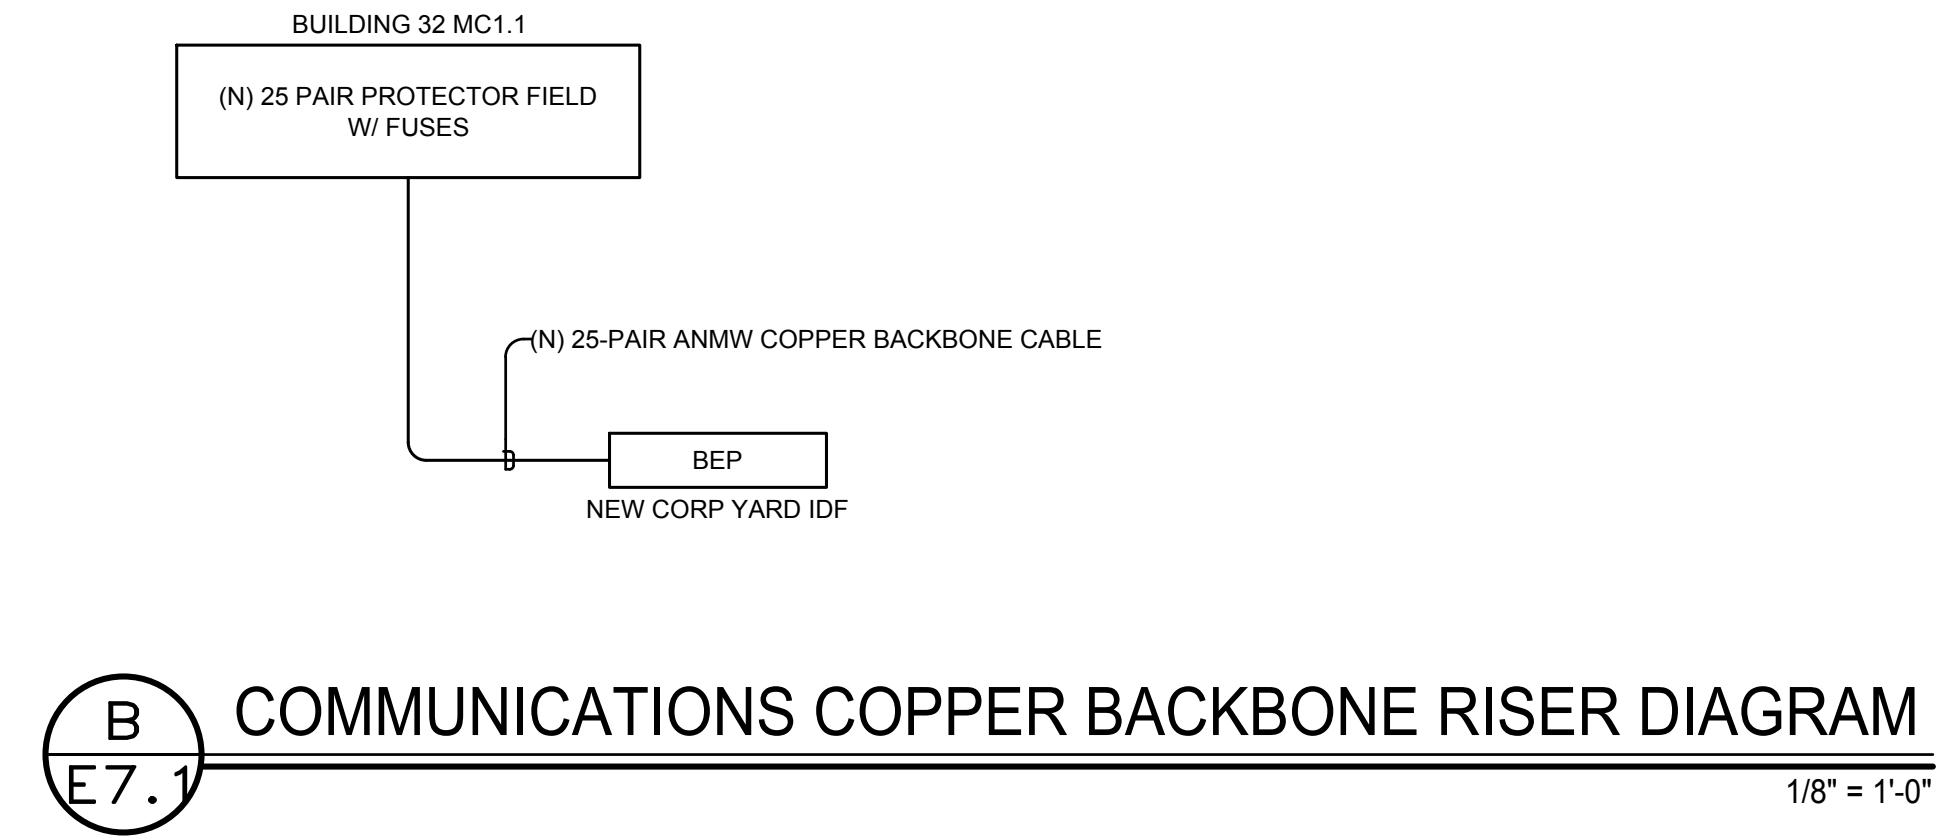 BUILDING 32 MC1.1
(N) 25 PAIR PROTECTOR FIELD
W/ FUSES
(N) 25-PAIR ANMW COPPER BACKBONE CABLE
BEP
NEW CORP YARD IDF
B
E7.1
COMMUNICATIONS COPPER BACKBONE RISER DIAGRAM
1/8" = 1'-0"